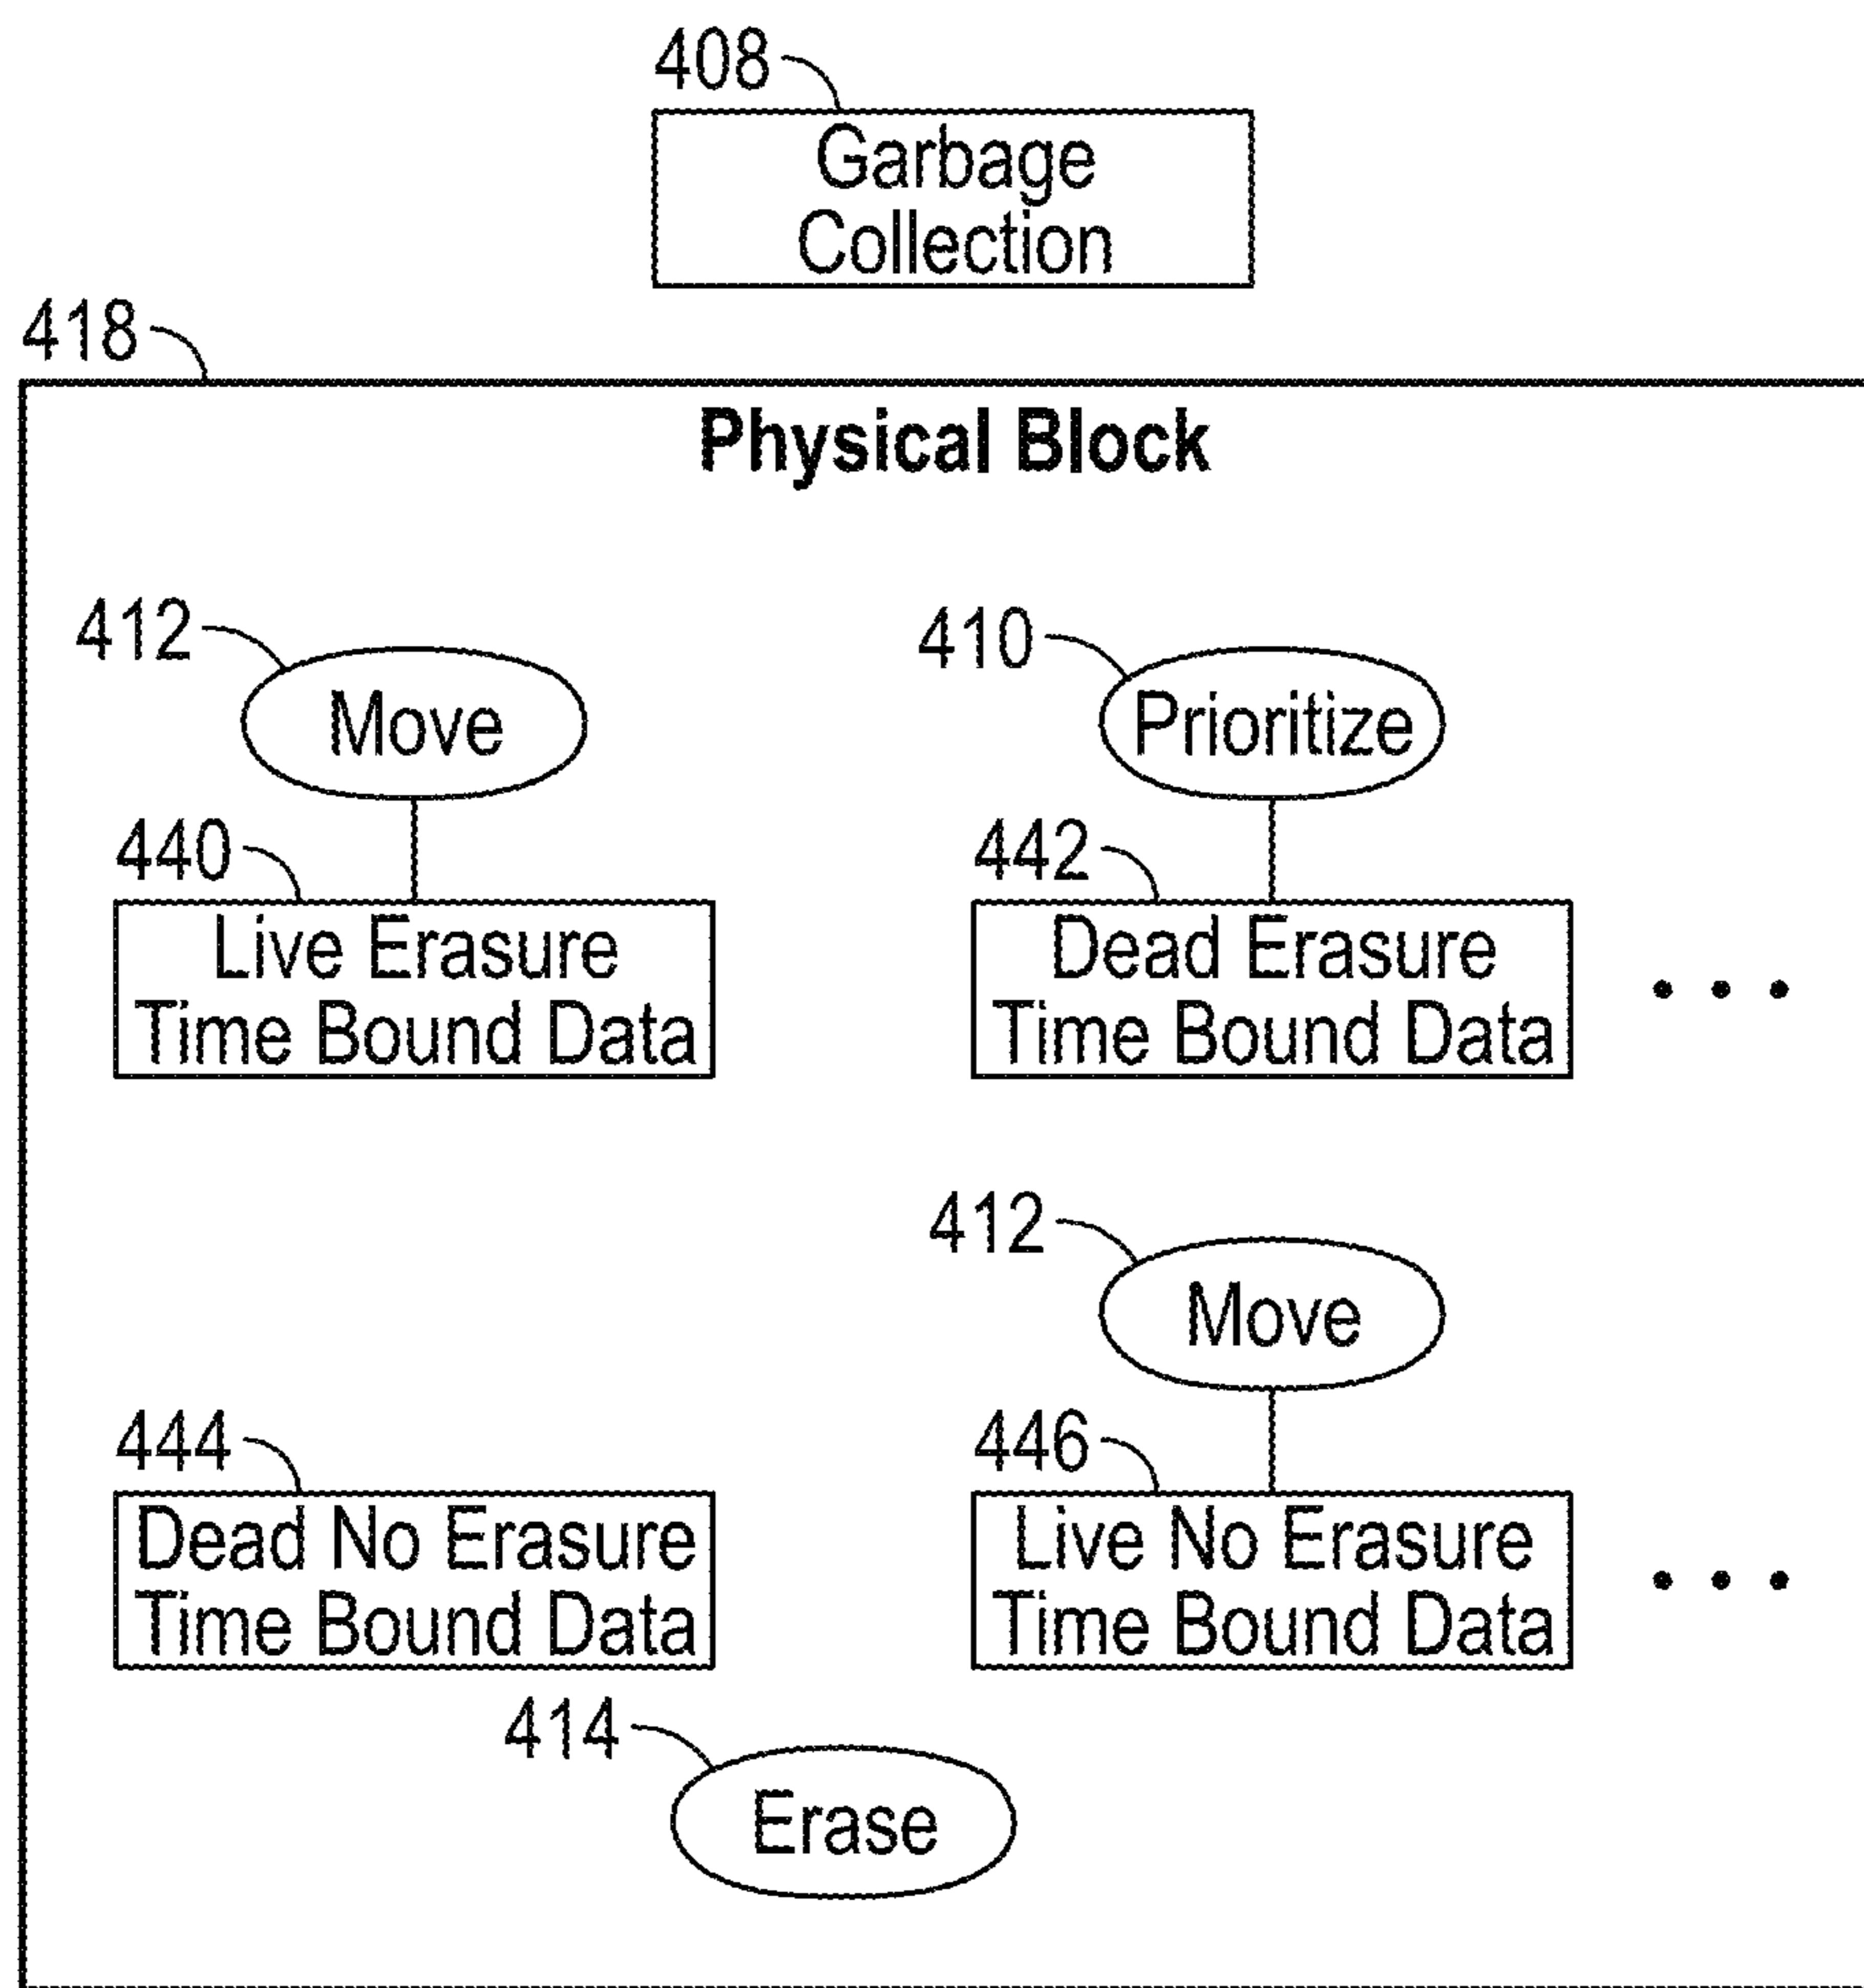 408
Garbage
Collection
418
Physical Block
412
Move
410
Prioritize
440
Live Erasure
Time Bound Data
442
Dead Erasure
Time Bound Data
412
Move
444
Dead No Erasure
Time Bound Data
446
Live No Erasure
Time Bound Data
414
Erase